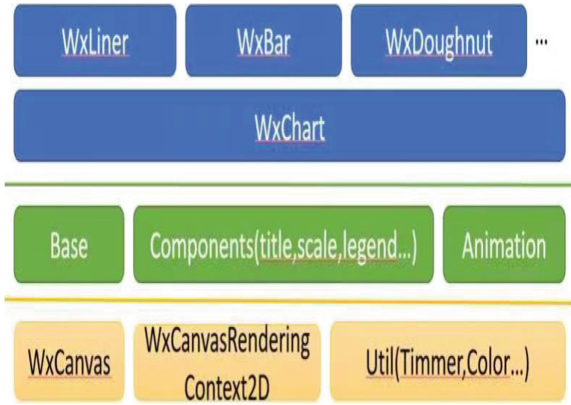 WxLiner WxBar WxDoughnut ...
WxChart
Base Components(title,scale,legend...) Animation
WxCanvas WxCanvasRendering Context2D Util(Timmer,Color...)